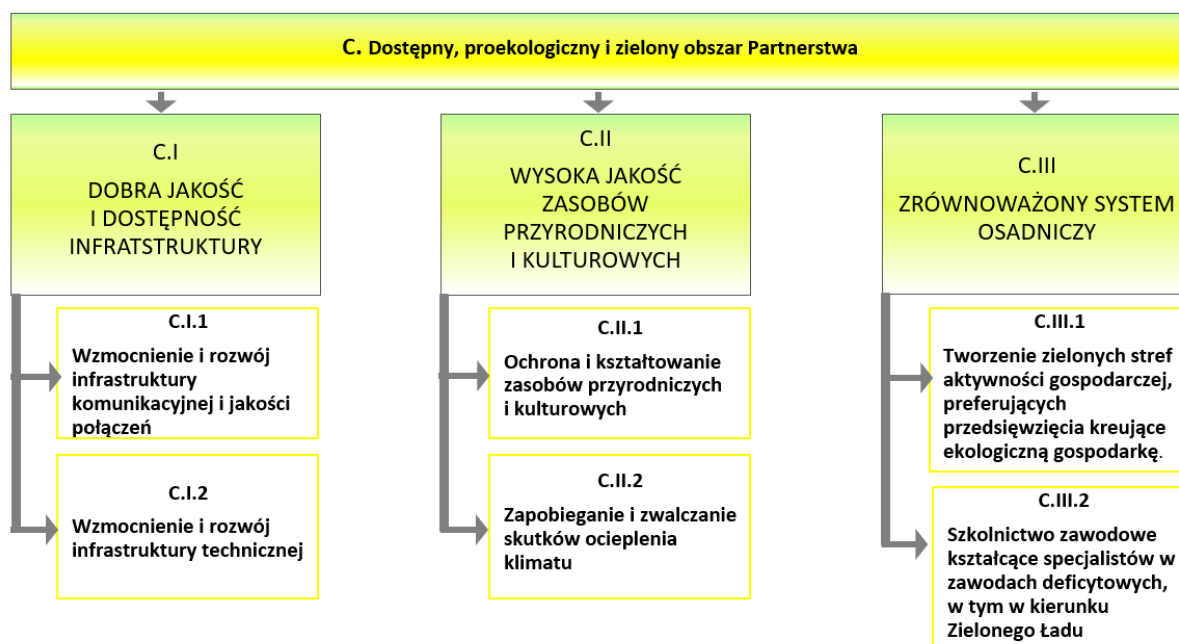 C. Dostępny, proekologiczny i zielony obszar Partnerstwa
C.I
DOBRA JAKOŚĆ
I DOSTĘPNOŚĆ
INFRATSTRUKTURY
C.I.1
Wzmocnienie i rozwój
infrastruktury
komunikacyjnej i jakości
połączeń
C.I.2
Wzmocnienie i rozwój
infrastruktury technicznej
C.II
WYSOKA JAKOŚĆ
ZASOBÓW
PRZYRODNICZYCH
I KULTUROWYCH
C.II.1
Ochrona i kształtowanie
zasobów przyrodniczych
i kulturowych
C.II.2
Zapobieganie i zwalczanie
skutków ocieplenia
klimatu
C.III
ZRÓWNOWAŻONY SYSTEM
OSADNICZY
C.III.1
Tworzenie zielonych stref
aktywności gospodarczej,
preferujących
przedsięwzięcia kreujące
ekologiczną gospodarkę.
C.III.2
Szkolnictwo zawodowe
kształcące specjalistów w
zawodach deficytowych,
w tym w kierunku
Zielonego Ładu